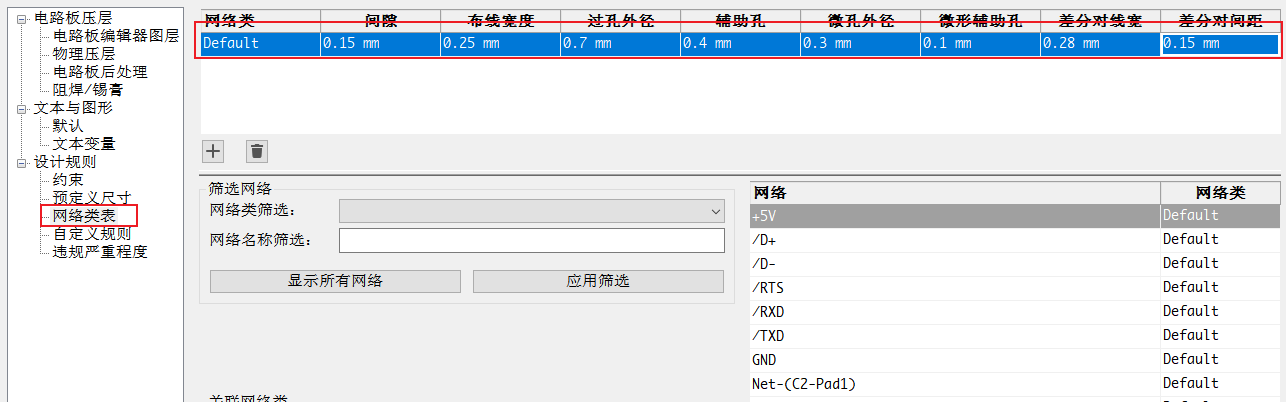 电路板压层
电路板编辑器图层
物理压层
电路板后处理
阻焊/锡膏
文本与图形
默认
文本变量
设计规则
约束
预定义尺寸
网络类表
自定义规则
违规严重程度
网络类 间隙 布线宽度 过孔外径 辅助孔 微孔外径 微形辅助孔 差分对线宽 差分对间距
Default 0.15 mm 0.25 mm 0.7 mm 0.4 mm 0.3 mm 0.1 mm 0.28 mm 0.15 mm
筛选网络
网络类筛选：
网络名称筛选：
显示所有网络 应用筛选
网络 网络类
+5V Default
/D+ Default
/D- Default
/RTS Default
/RXD Default
/TXD Default
GND Default
Net-(C2-Pad1) Default